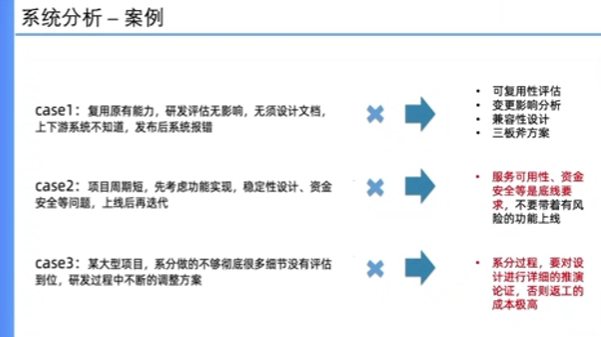 系统分析 – 案例
case1：复用原有能力，研发评估无影响，无须设计文档，
上下游系统不知道，发布后系统报错
• 可复用性评估
• 变更影响分析
• 兼容性设计
• 三板斧方案
case2：项目周期短，先考虑功能实现，稳定性设计、资金
安全等问题，上线后再迭代
• 服务可用性、资金
安全等是底线要
求，不要带着有风
险的功能上线
case3：某大型项目，系分做的不够彻底很多细节没有评估
到位，研发过程中不断的调整方案
• 系分过程，要对设
计进行详细的推演
论证，否则返工的
成本极高